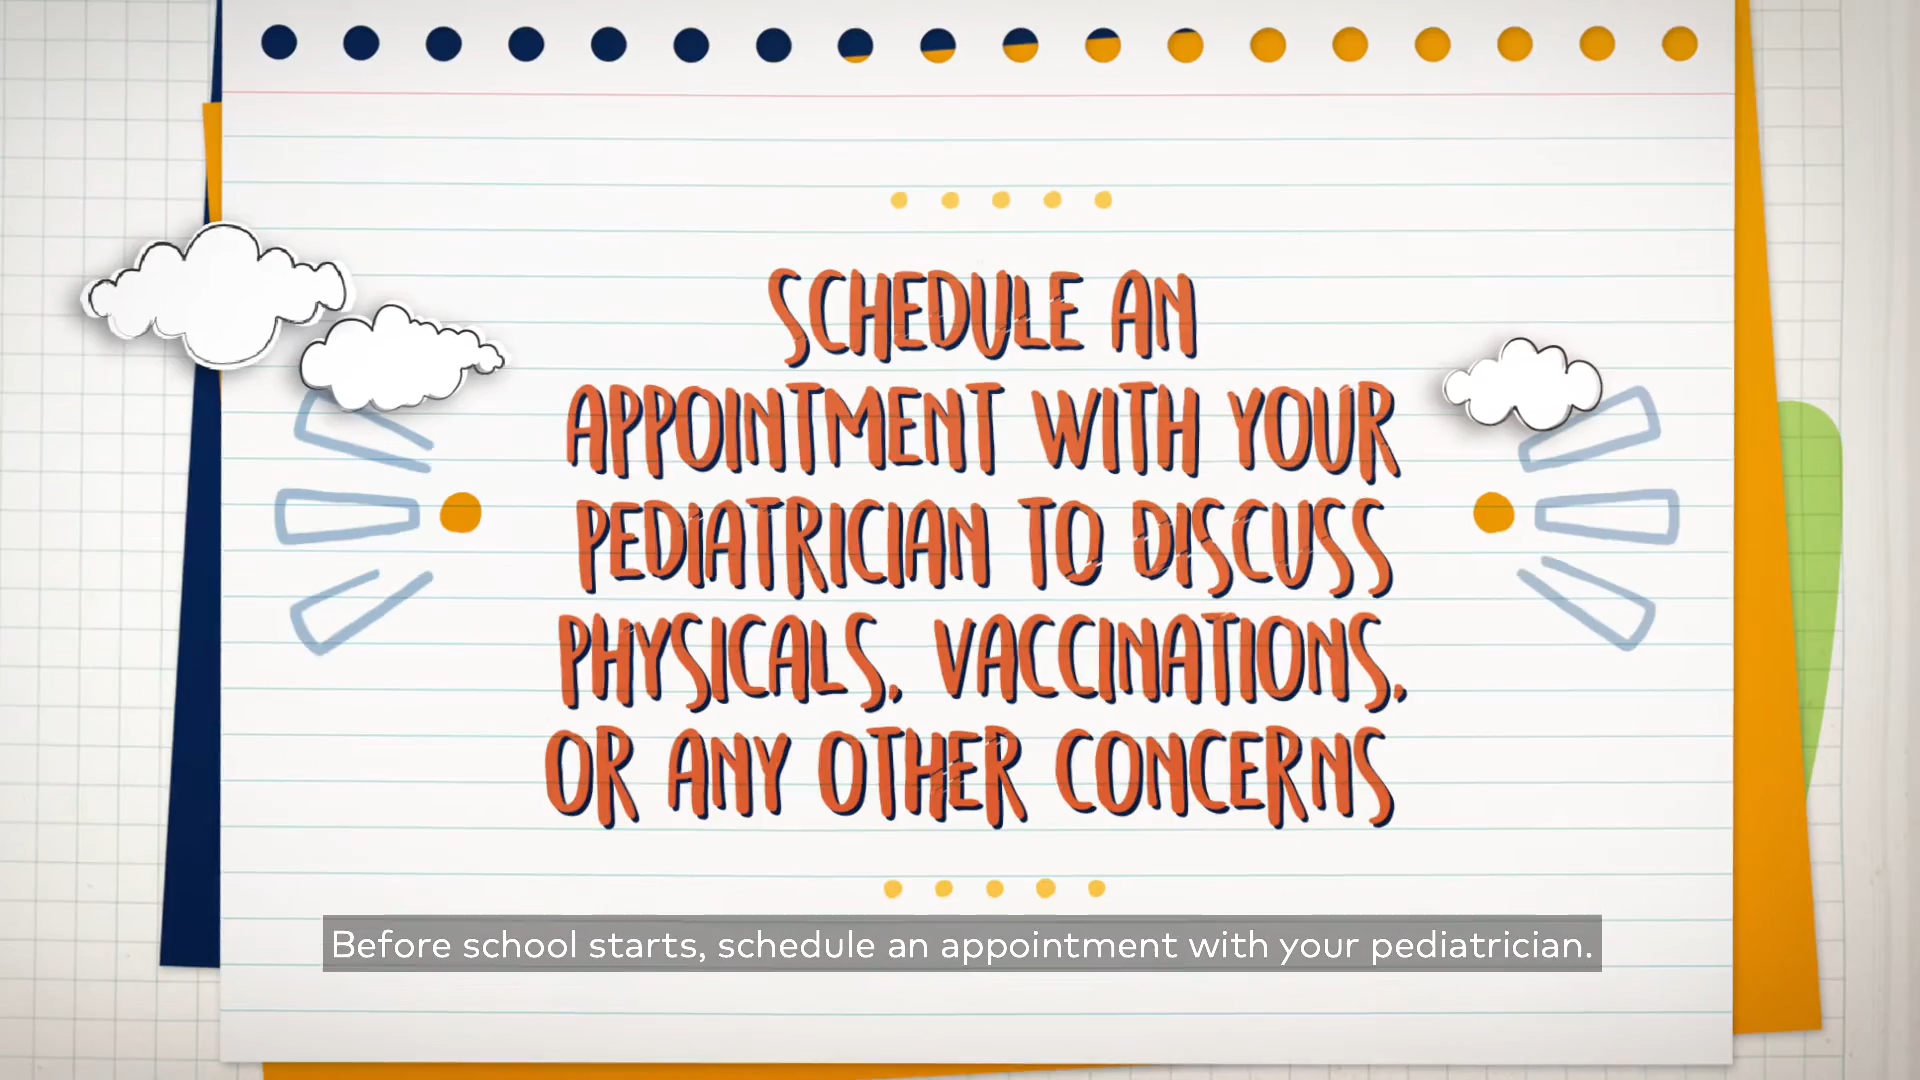 SCHEDULE AN
APPOINTMENT WITH YOUR
PEDIATRICIAN TO DISCUSS
PHYSICALS, VACCINATIONS,
OR ANY OTHER CONCERNS
Before school starts, schedule an appointment with your pediatrician.